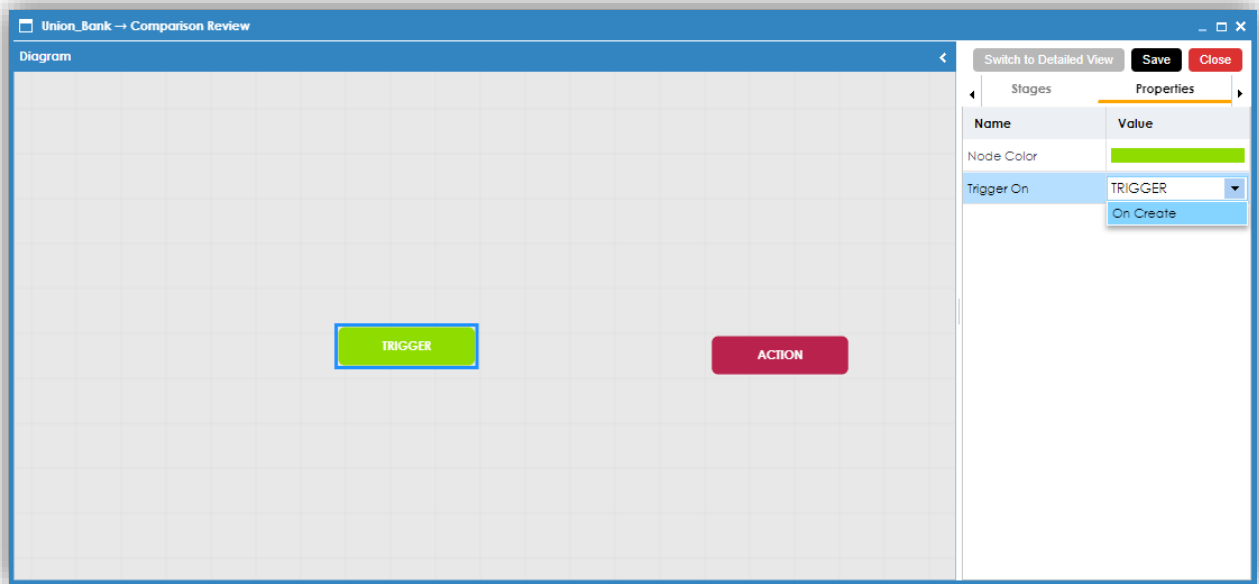 Union_Bank → Comparison Review
Diagram
Switch to Detailed View Save Close
Stages Properties
Name Value
Node Color
Trigger On TRIGGER
On Create
TRIGGER
ACTION